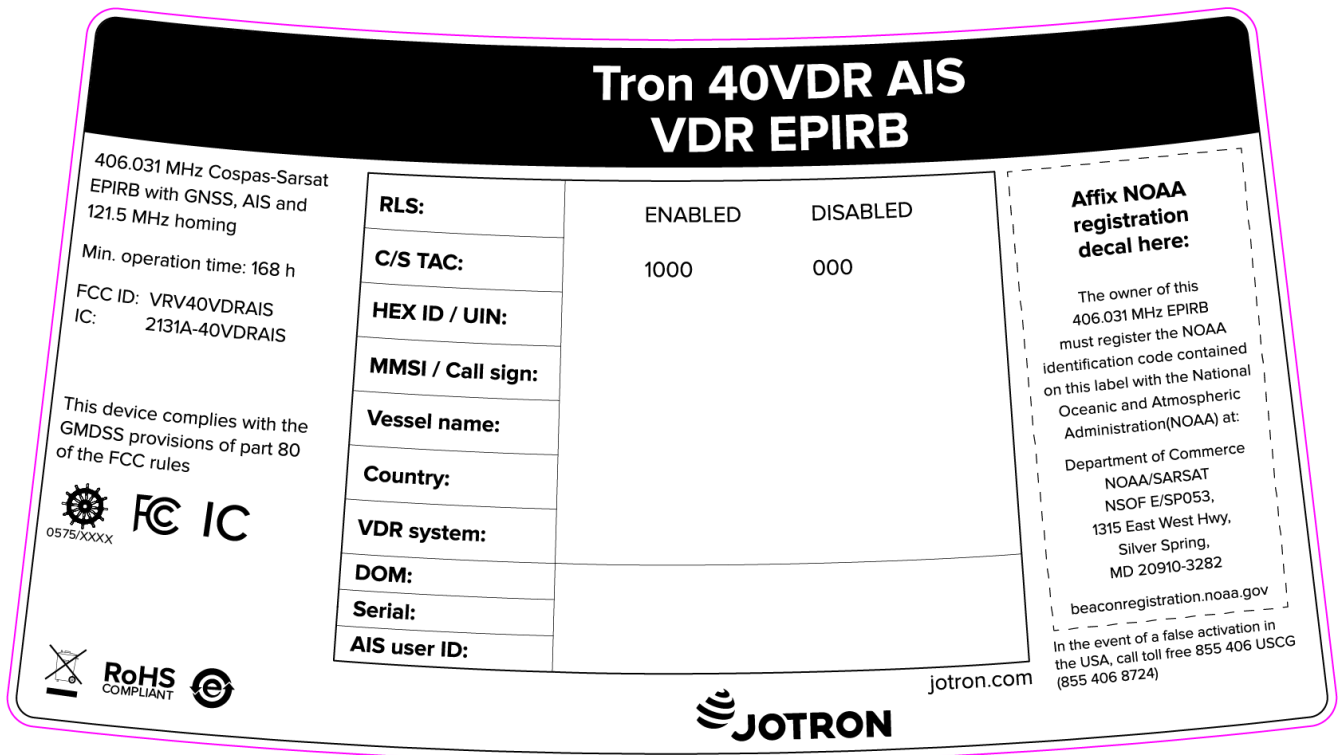 Tron 40VDR AIS
VDR EPIRB
406.031 MHz Cospas-Sarsat
EPIRB with GNSS, AIS and
121.5 MHz homing
Min. operation time: 168 h
FCC ID: VRV40VDRAIS
IC: 2131A-40VDRAIS
This device complies with the
GMDSS provisions of part 80
of the FCC rules
0575/XXXX
FC IC
RoHS
COMPLIANT
e
RLS: ENABLED DISABLED
C/S TAC: 1000 000
HEX ID / UIN:
MMSI / Call sign:
Vessel name:
Country:
VDR system:
DOM:
Serial:
AIS user ID:
jotron.com
JOTRON
Affix NOAA
registration
decal here:
The owner of this
406.031 MHz EPIRB
must register the NOAA
identification code contained
on this label with the National
Oceanic and Atmospheric
Administration(NOAA) at:
Department of Commerce
NOAA/SARSAT
NSOF E/SP053,
1315 East West Hwy,
Silver Spring,
MD 20910-3282
beaconregistration.noaa.gov
In the event of a false activation in
the USA, call toll free 855 406 USCG
(855 406 8724)